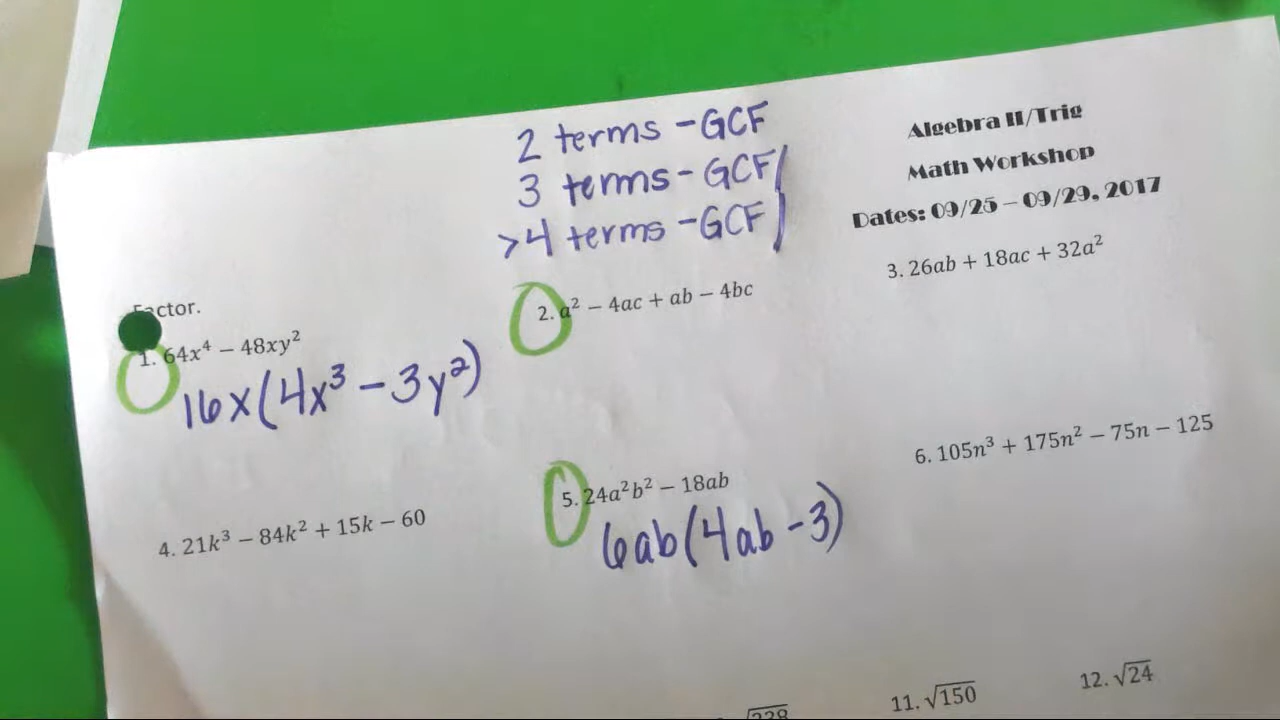 2 terms - GCF
3 terms - GCF
>4 terms - GCF
Algebra II/Trig
Math Workshop
Dates: 09/25 – 09/29, 2017
Factor.
1. 64x⁴ − 48xy²
16x(4x³ − 3y²)
2. a² − 4ac + ab − 4bc
3. 26ab + 18ac + 32a²
4. 21k³ − 84k² + 15k − 60
5. 24a²b² − 18ab
6ab(4ab − 3)
6. 105n³ + 175n² − 75n − 125
11. √150
12. √24